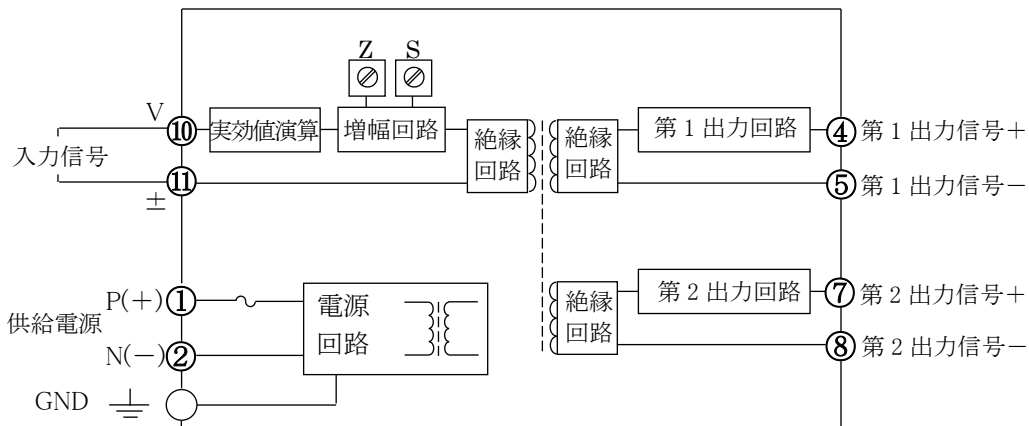 Z S
V
⑩ 実効値演算 増幅回路
入力信号
⑪
±
絶縁
回路
絶縁
回路
第1出力回路 ④ 第1出力信号+
⑤ 第1出力信号-
P(+) ①
供給電源
N(-) ②
GND
電源
回路
絶縁
回路
第2出力回路 ⑦ 第2出力信号+
⑧ 第2出力信号-